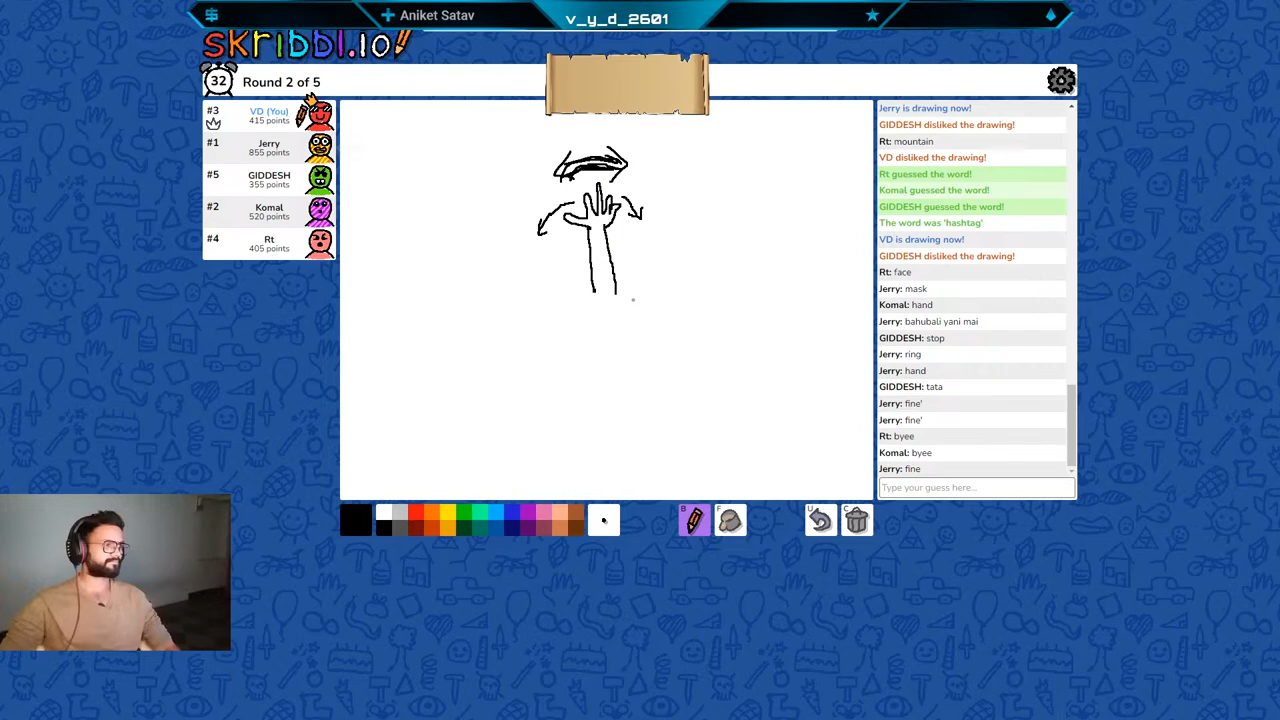 Aniket Satav
v_y_d_2601
skribbl.io
32
Round 2 of 5
#3
VD (You)
415 points
#1
Jerry
855 points
#5
GIDDESH
355 points
#2
Komal
520 points
#4
Rt
405 points
Jerry is drawing now!
GIDDESH disliked the drawing!
Rt: mountain
VD disliked the drawing!
Rt guessed the word!
Komal guessed the word!
GIDDESH guessed the word!
The word was 'hashtag'
VD is drawing now!
GIDDESH disliked the drawing!
Rt: face
Jerry: mask
Komal: hand
Jerry: bahubali yani mai
GIDDESH: stop
Jerry: ring
Jerry: hand
GIDDESH: tata
Jerry: fine'
Jerry: fine'
Rt: byee
Komal: byee
Jerry: fine
Type your guess here...
B
F
U
C